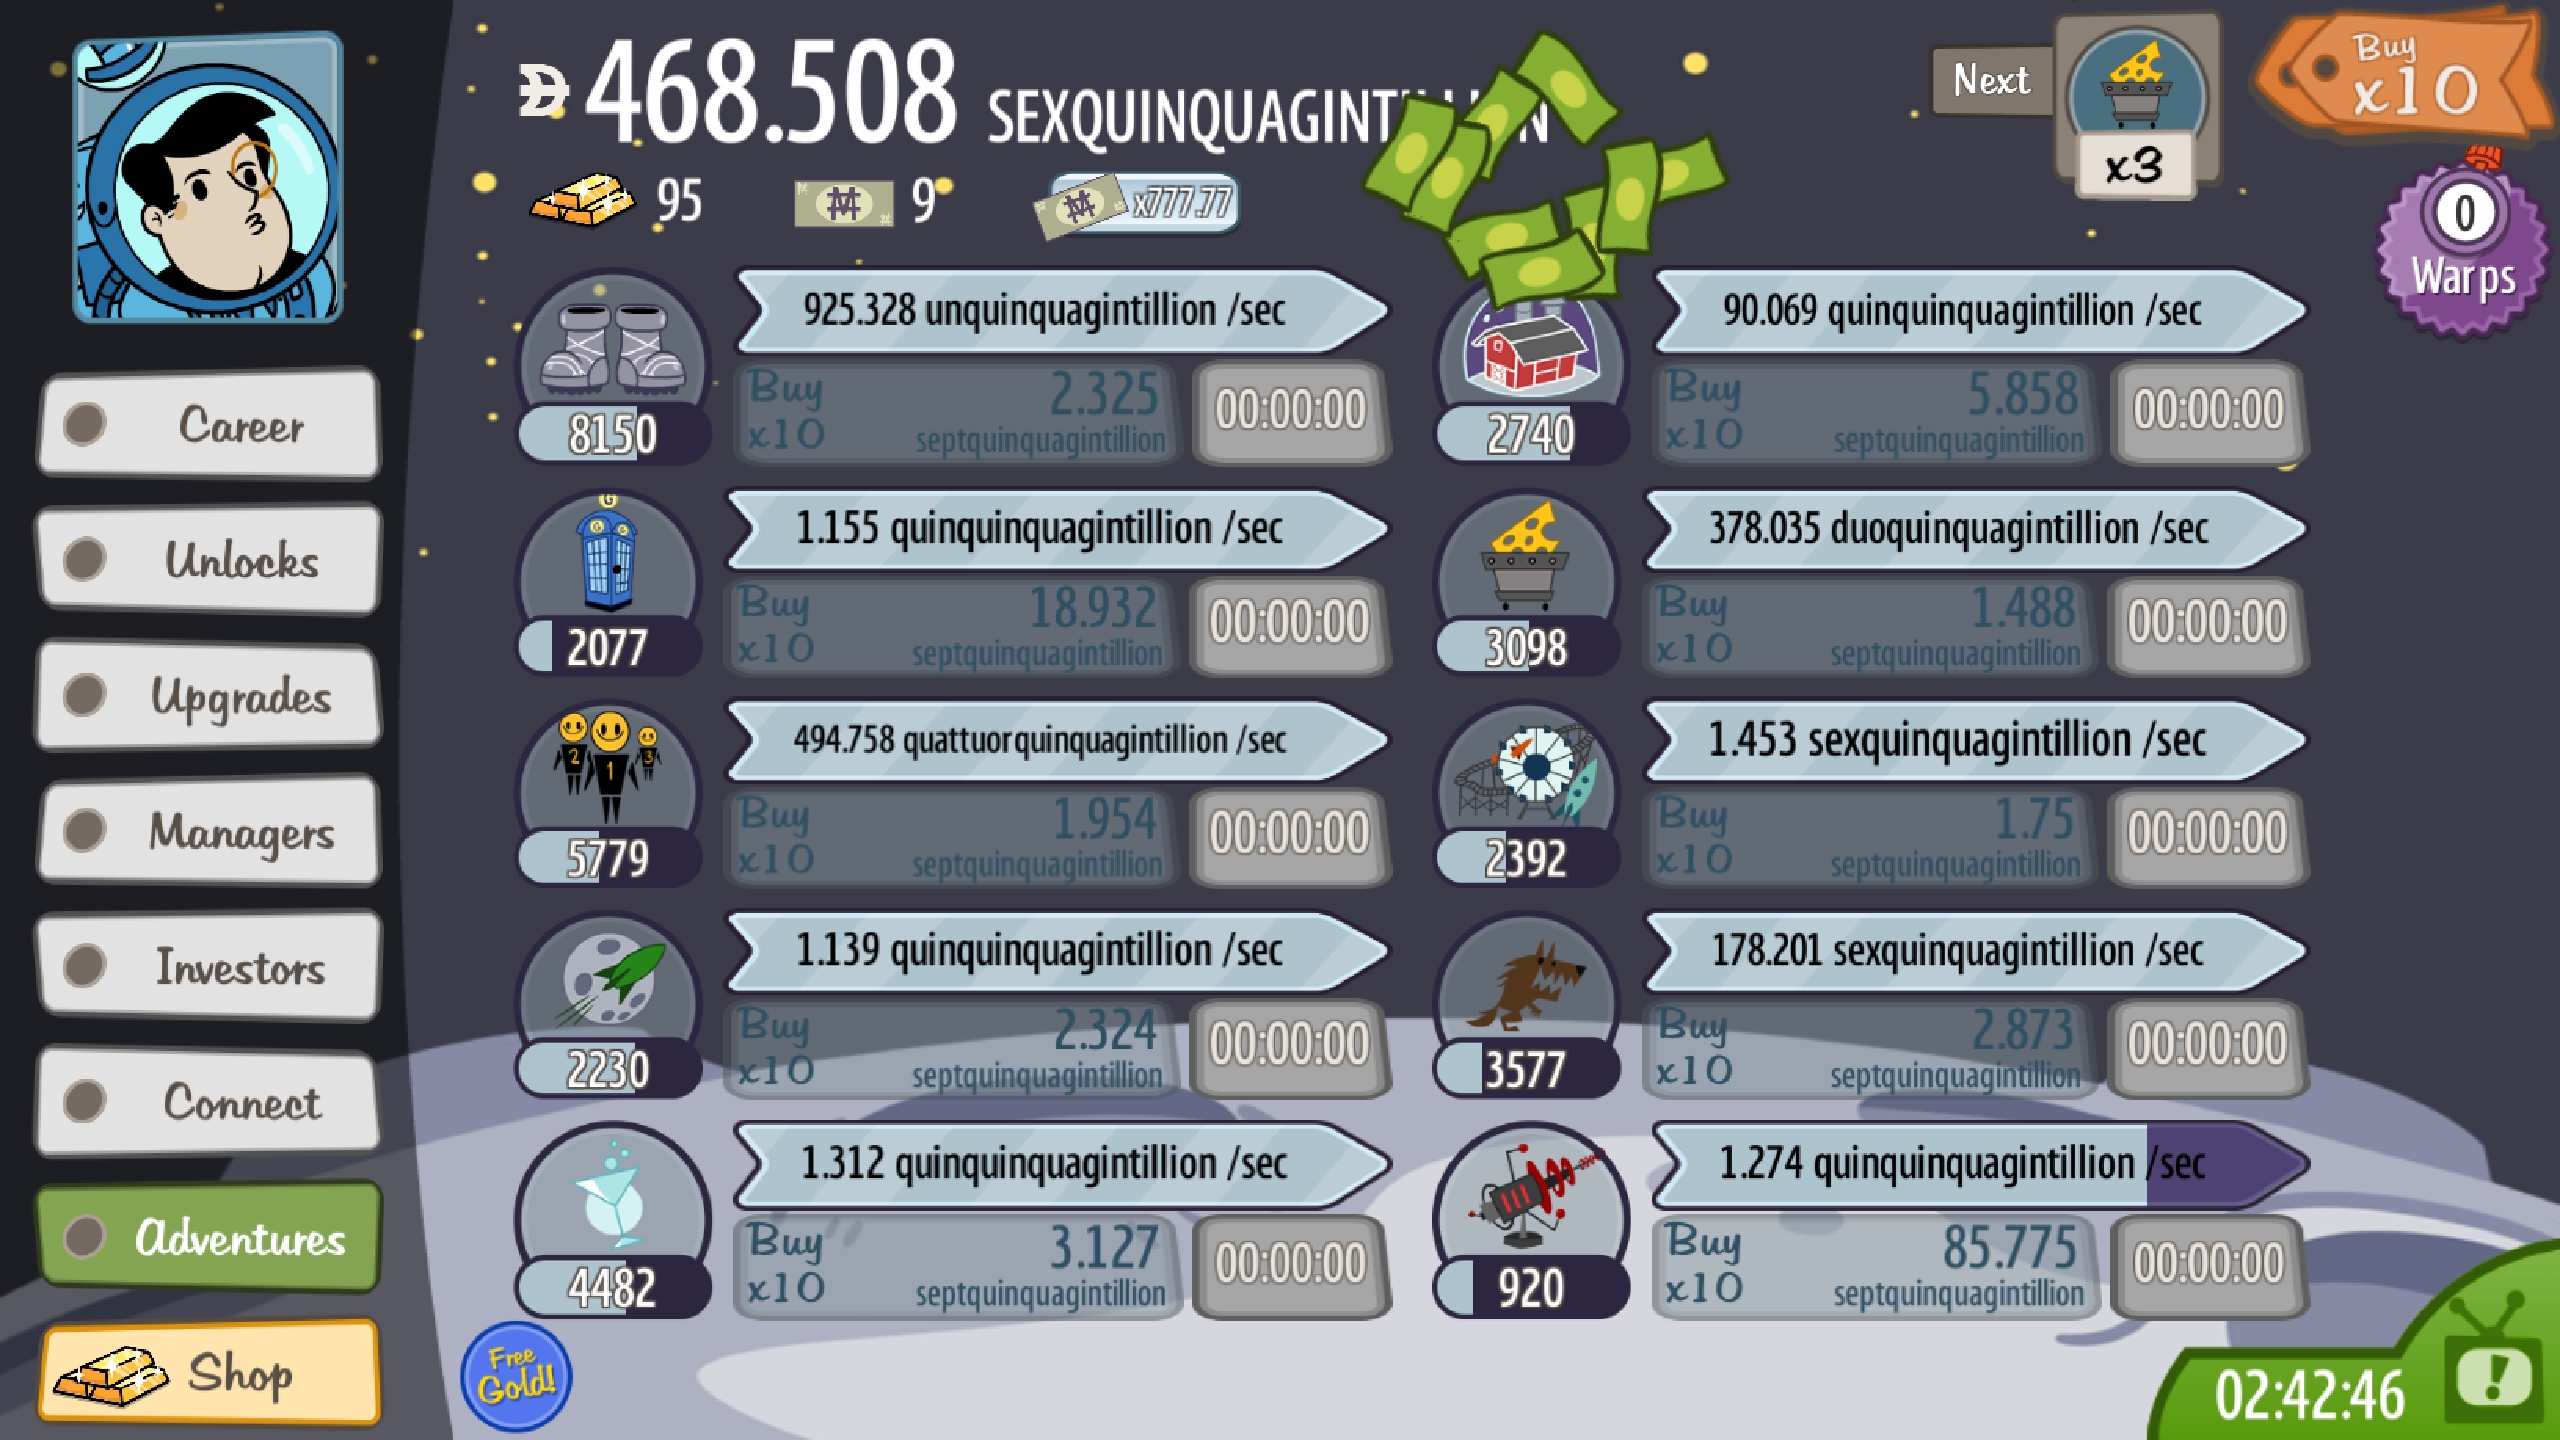 468.508 SEXQUINQUAGINT
Next
x3
Buy
x10
95
9
x777.77
0
Warps
Career
Unlocks
Upgrades
Managers
Investors
Connect
Adventures
Shop
925.328 unquinquagintillion /sec
8150
Buy
x10
2.325
septquinquagintillion
00:00:00
90.069 quinquinquagintillion /sec
2740
Buy
x10
5.858
septquinquagintillion
00:00:00
1.155 quinquinquagintillion /sec
2077
Buy
x10
18.932
septquinquagintillion
00:00:00
378.035 duoquinquagintillion /sec
3098
Buy
x10
1.488
septquinquagintillion
00:00:00
494.758 quattuorquinquagintillion /sec
2
1
3
5779
Buy
x10
1.954
septquinquagintillion
00:00:00
1.453 sexquinquagintillion /sec
2392
Buy
x10
1.75
septquinquagintillion
00:00:00
1.139 quinquinquagintillion /sec
2230
Buy
x10
2.324
septquinquagintillion
00:00:00
178.201 sexquinquagintillion /sec
3577
Buy
x10
2.873
septquinquagintillion
00:00:00
1.312 quinquinquagintillion /sec
4482
Buy
x10
3.127
septquinquagintillion
00:00:00
1.274 quinquinquagintillion /sec
920
Buy
x10
85.775
septquinquagintillion
00:00:00
Free
Gold!
02:42:46
!